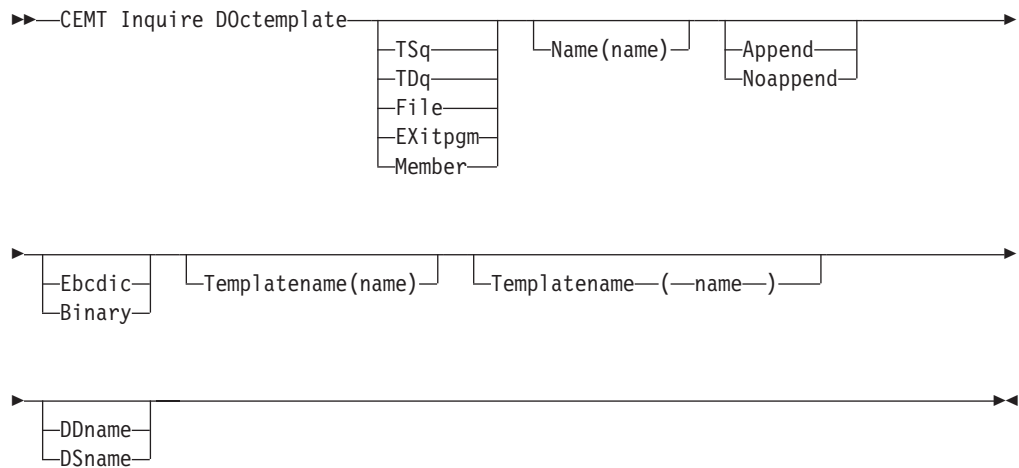 CEMT Inquire DOctemplate
TSq
TDq
File
EXitpgm
Member
Name(name)
Append
Noappend
Ebcdic
Binary
Templatename(name)
Templatename ( name )
DDname
DSname